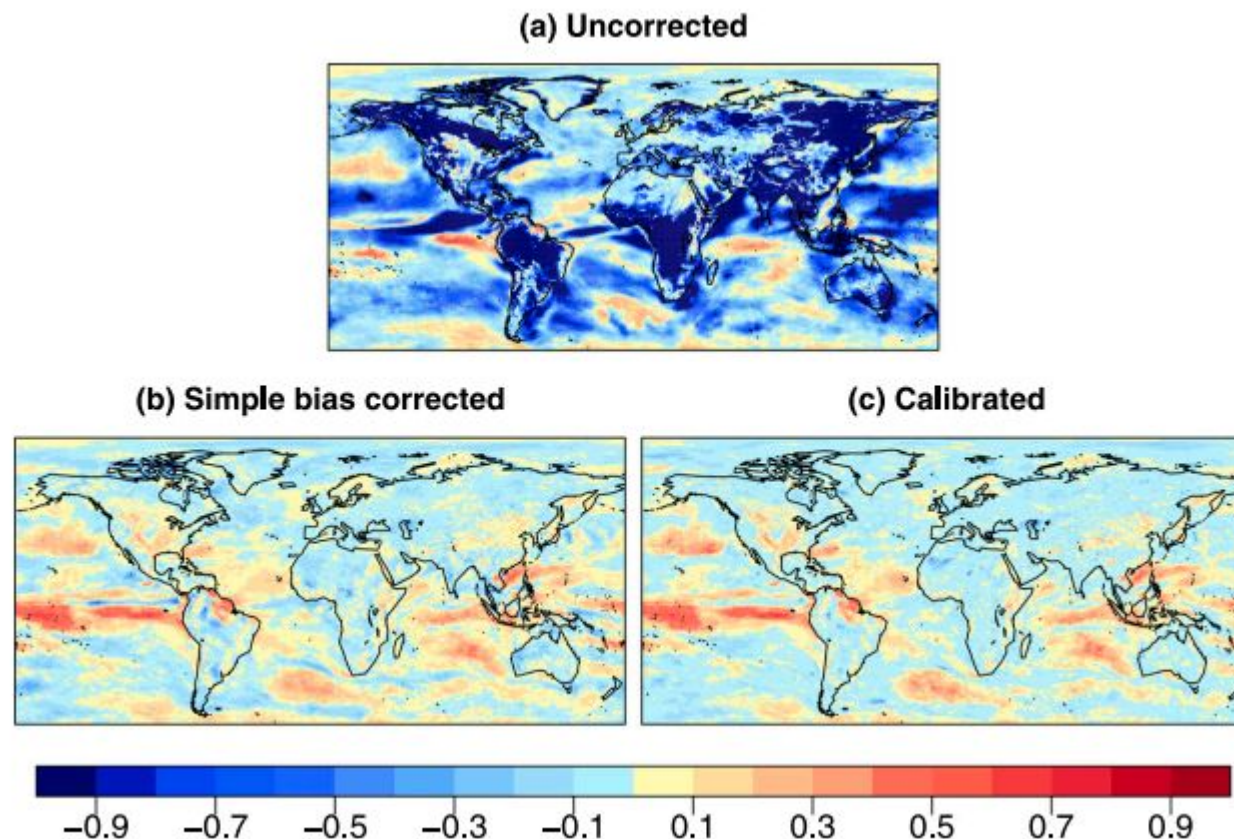 (a) Uncorrected
(b) Simple bias corrected
(c) Calibrated
−0.9 −0.7 −0.5 −0.3 −0.1 0.1 0.3 0.5 0.7 0.9